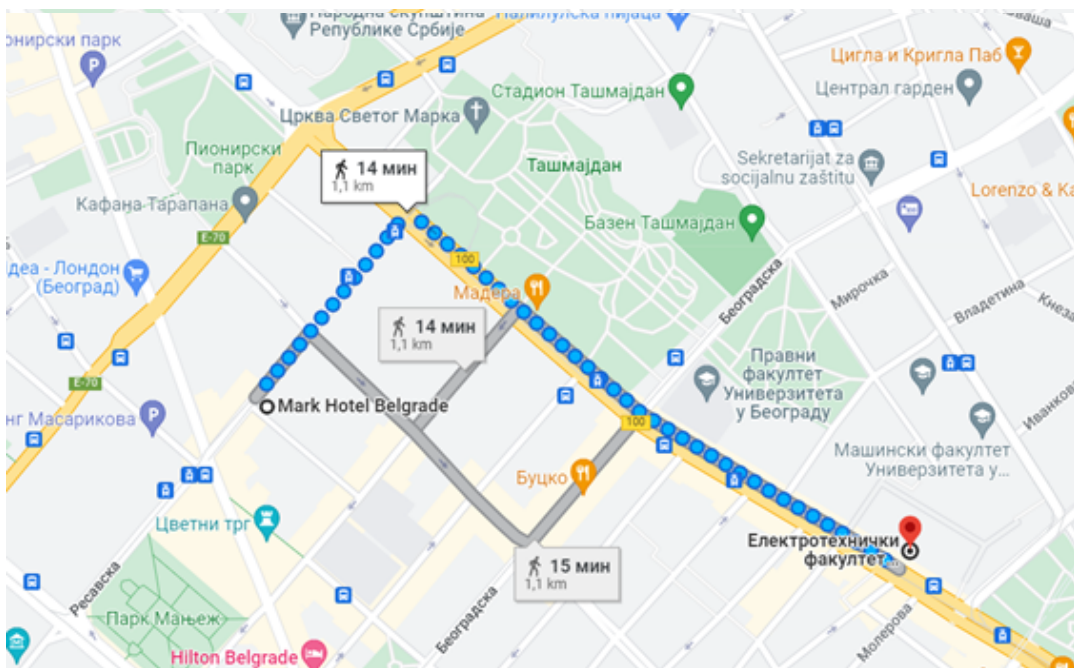 Народна скупштина
Републике Србије
Палилулска пијаца
ионирски парк
P
Цигла и Кригла Паб
Стадион Ташмајдан
Централ гарден
Црква Светог Марка
Пионирски
парк
14 мин
1,1 km
Ташмајдан
Sekretarijat za
socijalnu zaštitu
Кафана Тарапана
Lorenzo & Ka
E-70
Базен Ташмајдан
100
деа - Лондон
(Београд)
Мадера
Београдска
Мирочка
Владетина
Кнеза
14 мин
1,1 km
E-70
Правни
факултет
Универзитета
у Београду
Mark Hotel Belgrade
нг Масарикова
P
100
Иванков
Машински факултет
Универзитета у...
Буцко
Цветни трг
Електротехнички
факултет...
15 мин
1,1 km
Ресавска
Парк Мањеж
Београдска
Молерова
Hilton Belgrade